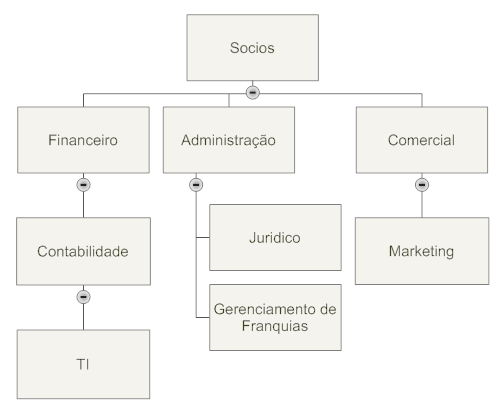 Socios
Financeiro
Administração
Comercial
Contabilidade
Juridico
Marketing
Gerenciamento de
Franquias
TI